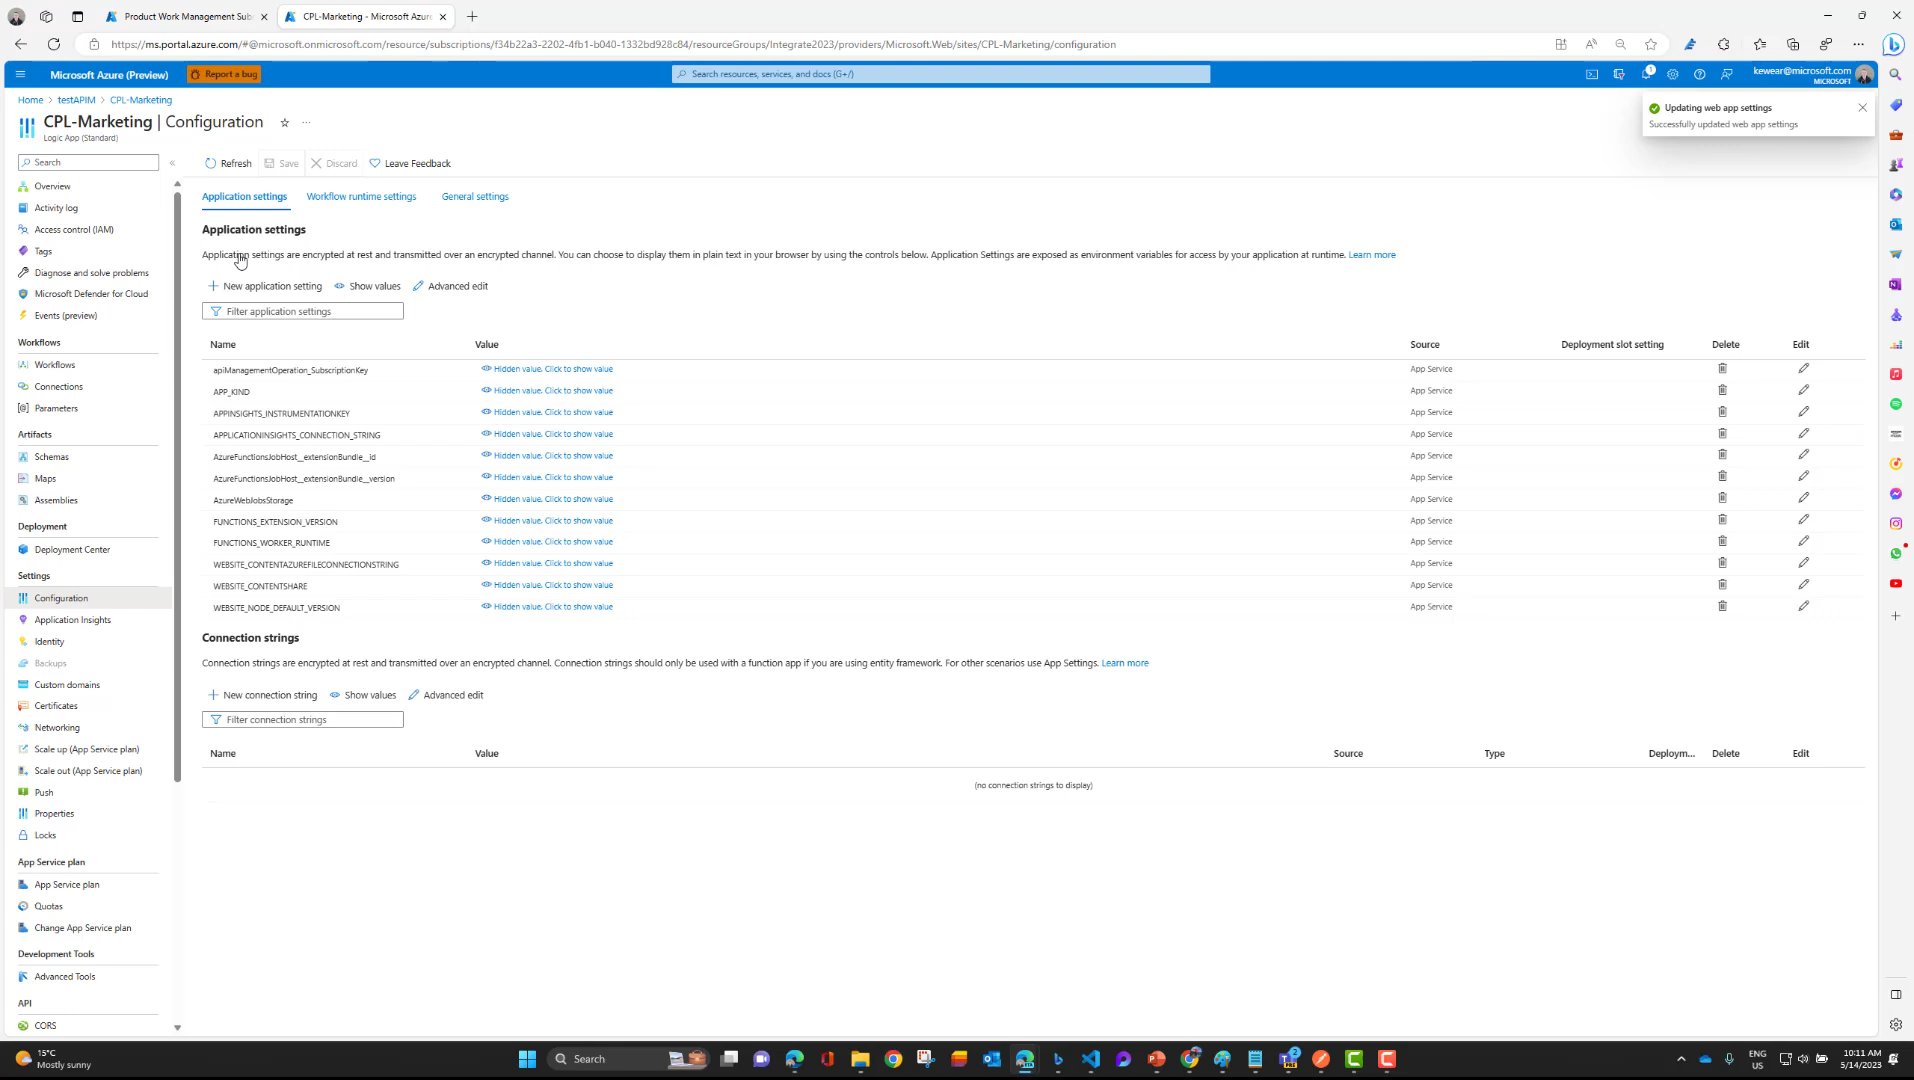 Product Work Management Sub
CPL-Marketing - Microsoft Azure
https://ms.portal.azure.com/#@microsoft.onmicrosoft.com/resource/subscriptions/f34b22a3-2202-4fb1-b040-1332bd928c84/resourceGroups/Integrate2023/providers/Microsoft.Web/sites/CPL-Marketing/configuration
Microsoft Azure (Preview)
Report a bug
Search resources, services, and docs (G+/)
1
kewear@microsoft.com
MICROSOFT
Home > testAPIM > CPL-Marketing
CPL-Marketing | Configuration
Logic App (Standard)
Updating web app settings
Successfully updated web app settings
Search
Refresh
Save
Discard
Leave Feedback
Overview
Activity log
Access control (IAM)
Tags
Diagnose and solve problems
Microsoft Defender for Cloud
Events (preview)
Workflows
Workflows
Connections
Parameters
Artifacts
Schemas
Maps
Assemblies
Deployment
Deployment Center
Settings
Configuration
Application Insights
Identity
Backups
Custom domains
Certificates
Networking
Scale up (App Service plan)
Scale out (App Service plan)
Push
Properties
Locks
App Service plan
App Service plan
Quotas
Change App Service plan
Development Tools
Advanced Tools
API
CORS
Application settings
Workflow runtime settings
General settings
Application settings
Application settings are encrypted at rest and transmitted over an encrypted channel. You can choose to display them in plain text in your browser by using the controls below. Application Settings are exposed as environment variables for access by your application at runtime. Learn more
New application setting
Show values
Advanced edit
Filter application settings
Name Value Source Deployment slot setting Delete Edit
apiManagementOperation_SubscriptionKey Hidden value. Click to show value App Service
APP_KIND Hidden value. Click to show value App Service
APPINSIGHTS_INSTRUMENTATIONKEY Hidden value. Click to show value App Service
APPLICATIONINSIGHTS_CONNECTION_STRING Hidden value. Click to show value App Service
AzureFunctionsJobHost__extensionBundle__id Hidden value. Click to show value App Service
AzureFunctionsJobHost__extensionBundle__version Hidden value. Click to show value App Service
AzureWebJobsStorage Hidden value. Click to show value App Service
FUNCTIONS_EXTENSION_VERSION Hidden value. Click to show value App Service
FUNCTIONS_WORKER_RUNTIME Hidden value. Click to show value App Service
WEBSITE_CONTENTAZUREFILECONNECTIONSTRING Hidden value. Click to show value App Service
WEBSITE_CONTENTSHARE Hidden value. Click to show value App Service
WEBSITE_NODE_DEFAULT_VERSION Hidden value. Click to show value App Service
Connection strings
Connection strings are encrypted at rest and transmitted over an encrypted channel. Connection strings should only be used with a function app if you are using entity framework. For other scenarios use App Settings. Learn more
New connection string
Show values
Advanced edit
Filter connection strings
Name Value Source Type Deploym... Delete Edit
(no connection strings to display)
15°C
Mostly sunny
Search
2
ENG
US
10:11 AM
5/14/2023